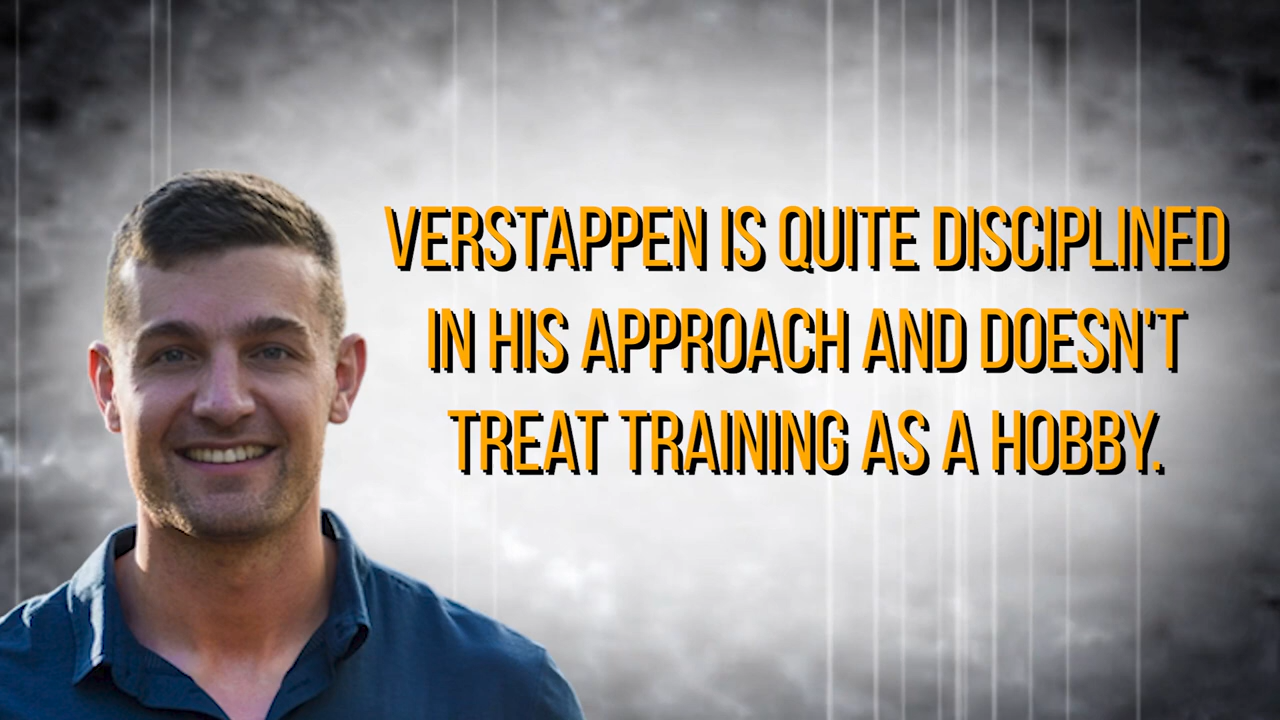 VERSTAPPEN IS QUITE DISCIPLINED
IN HIS APPROACH AND DOESN'T
TREAT TRAINING AS A HOBBY.